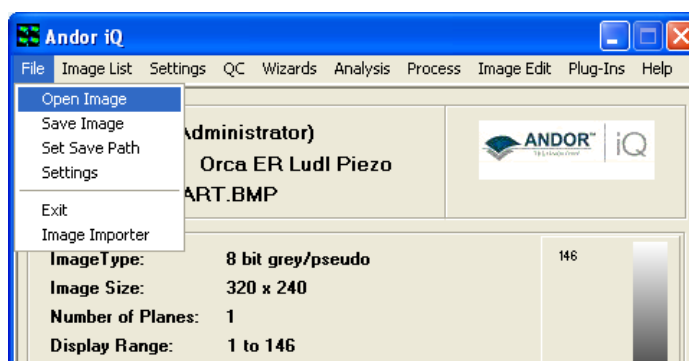 Andor iQ
File Image List Settings QC Wizards Analysis Process Image Edit Plug-Ins Help
Open Image
Save Image
Set Save Path
Settings
Exit
Image Importer
Administrator)
Orca ER Ludl Piezo
ART.BMP
ANDOR™ iQ
ImageType: 8 bit grey/pseudo
Image Size: 320 x 240
Number of Planes: 1
Display Range: 1 to 146
146